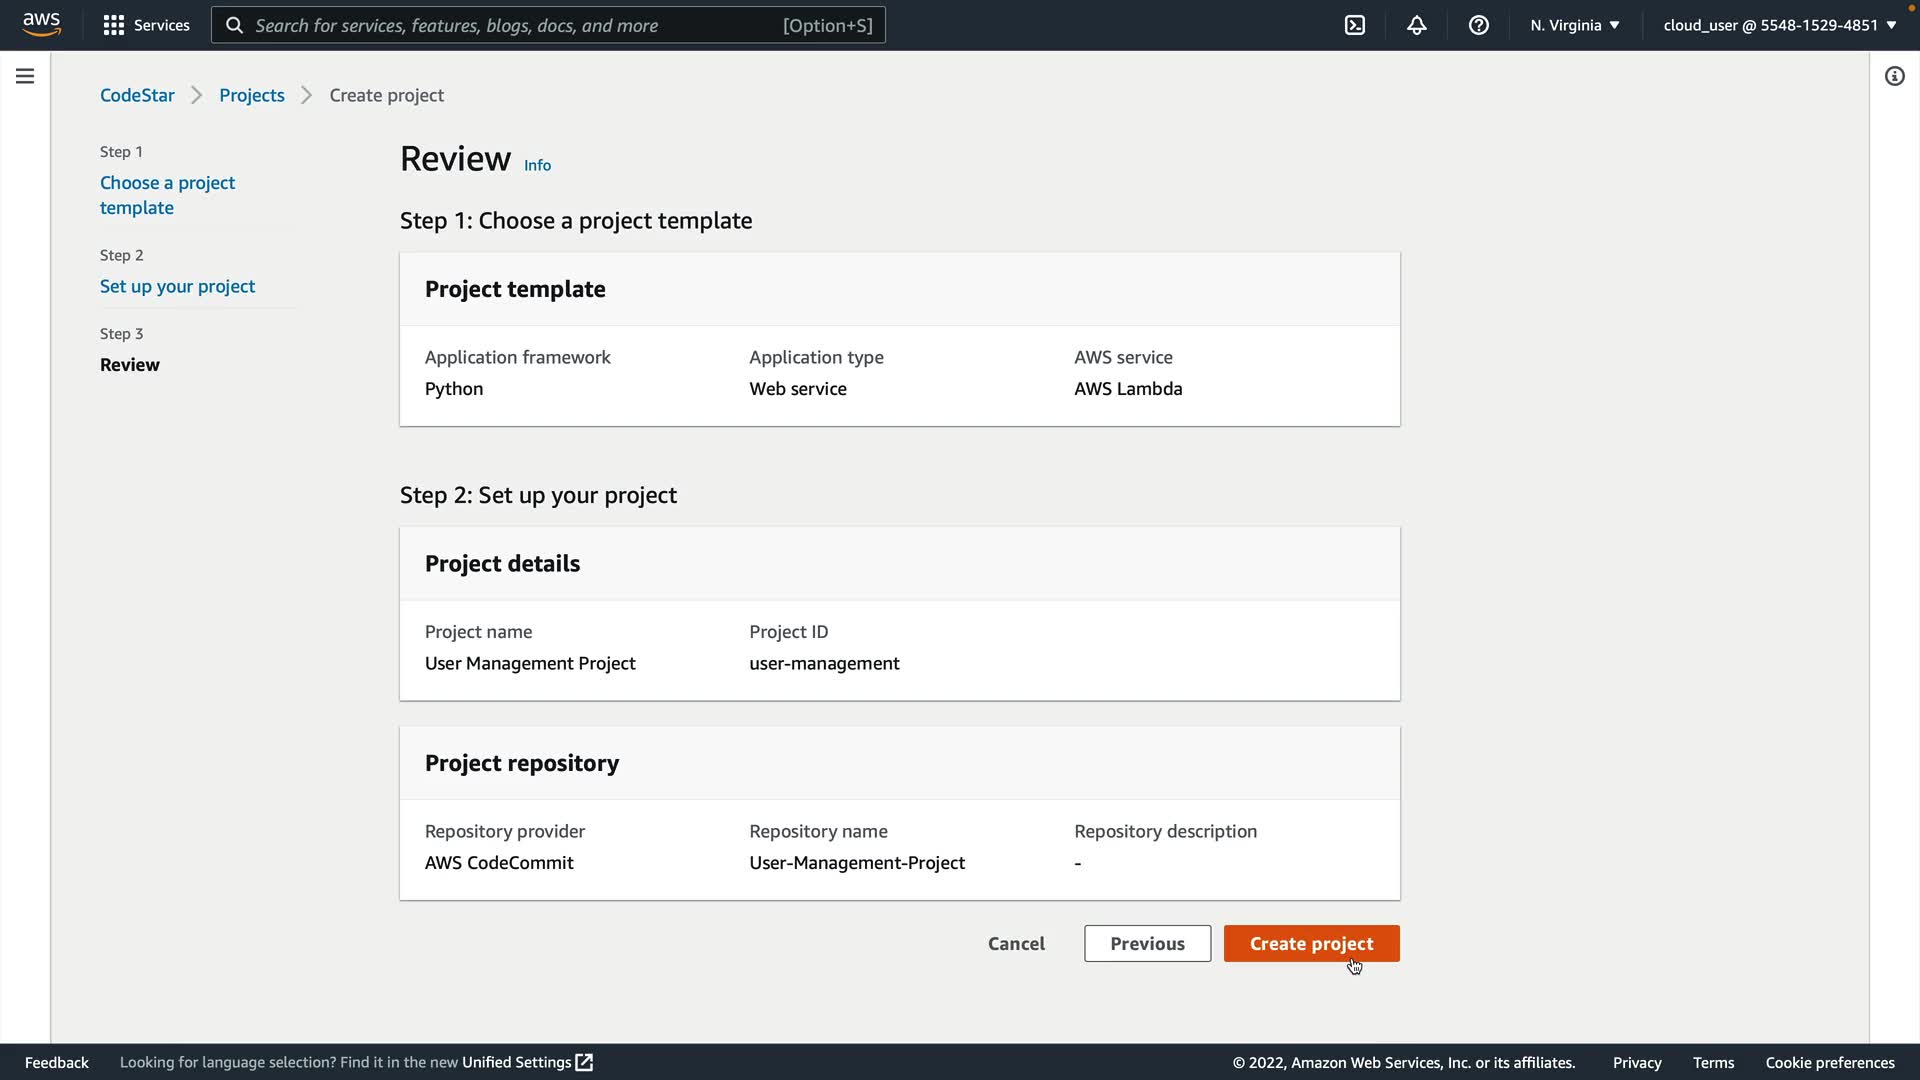 aws
Services
Search for services, features, blogs, docs, and more [Option+S]
N. Virginia ▼
cloud_user @ 5548-1529-4851 ▼
CodeStar > Projects > Create project
Step 1
Choose a project
template
Step 2
Set up your project
Step 3
Review
Review Info
Step 1: Choose a project template
Project template
Application framework Application type AWS service
Python Web service AWS Lambda
Step 2: Set up your project
Project details
Project name Project ID
User Management Project user-management
Project repository
Repository provider Repository name Repository description
AWS CodeCommit User-Management-Project -
Cancel Previous Create project
Feedback Looking for language selection? Find it in the new Unified Settings © 2022, Amazon Web Services, Inc. or its affiliates. Privacy Terms Cookie preferences